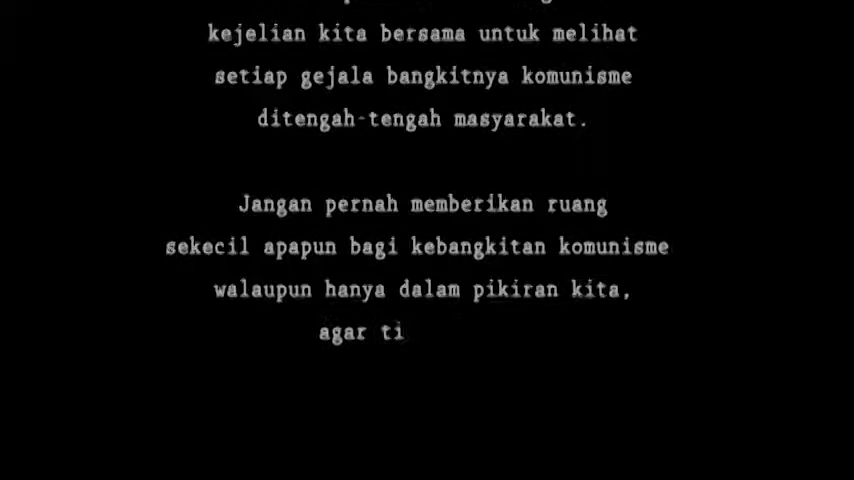 kejelian kita bersama untuk melihat
setiap gejala bangkitnya komunisme
ditengah-tengah masyarakat.
Jangan pernah memberikan ruang
sekecil apapun bagi kebangkitan komunisme
walaupun hanya dalam pikiran kita,
agar ti